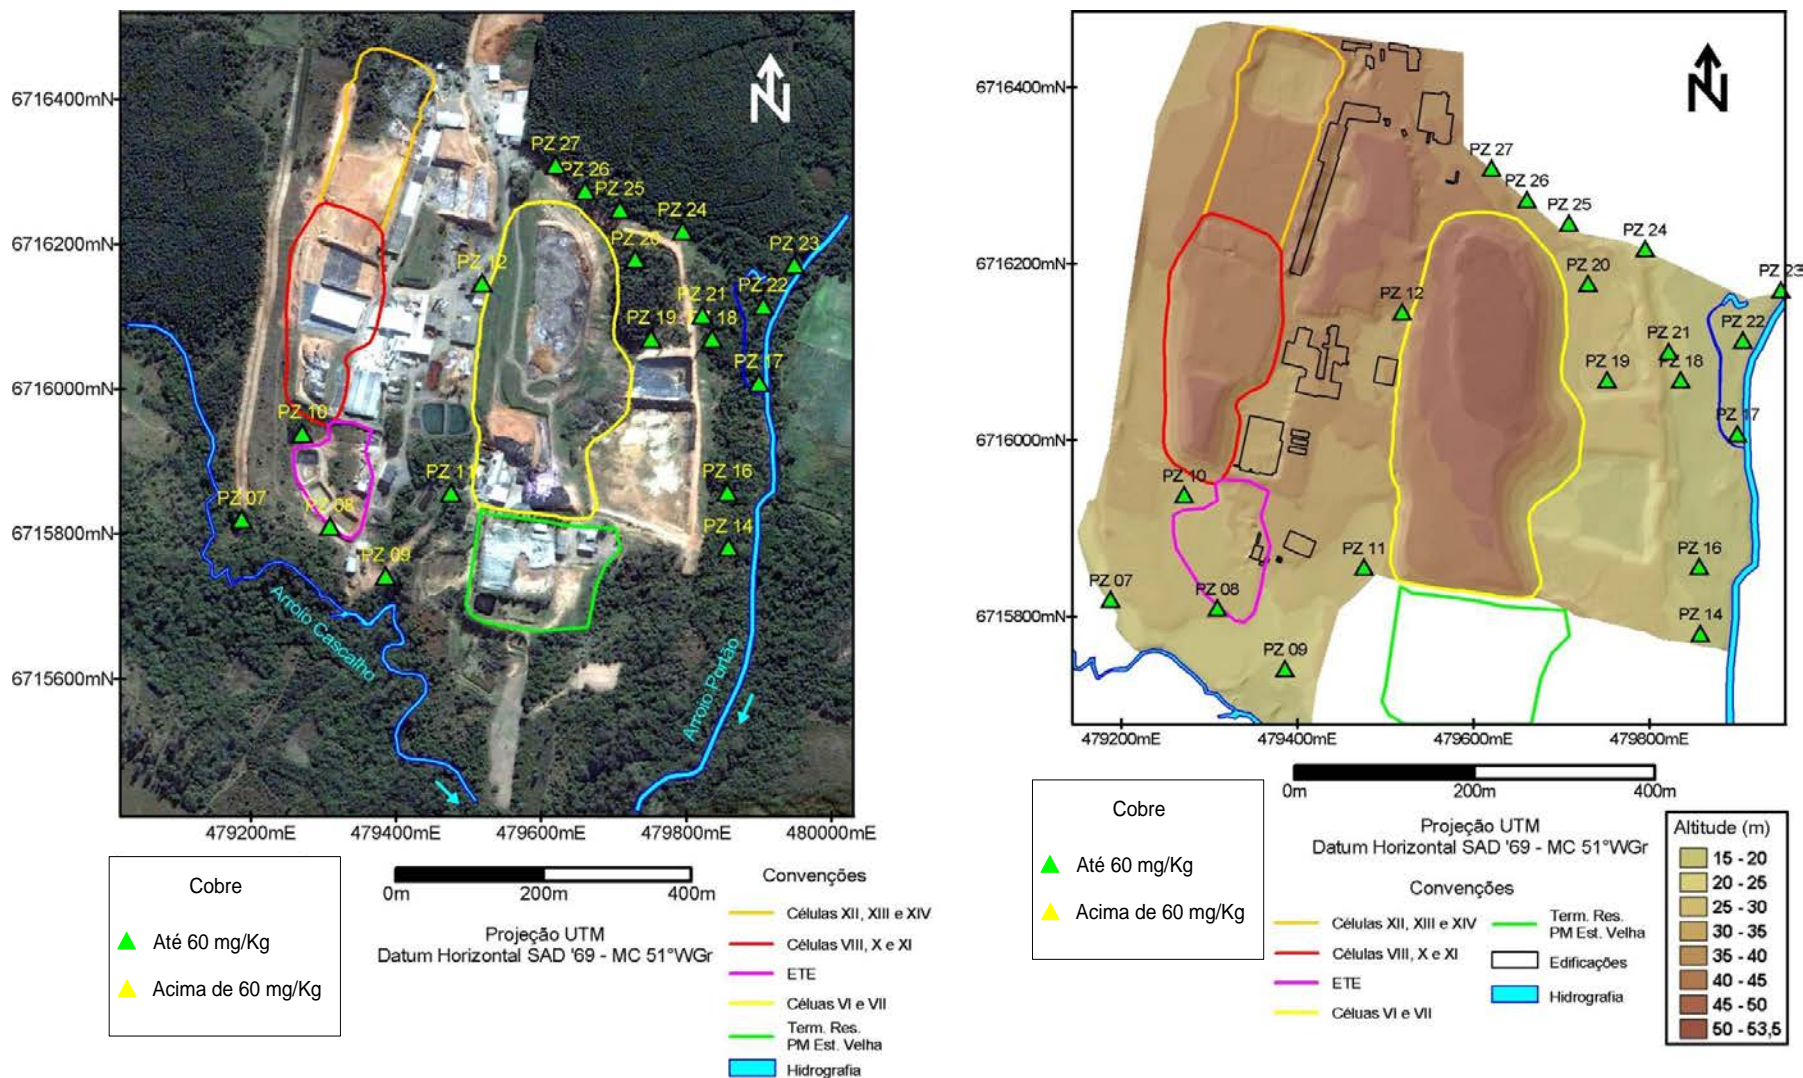 6716400mN
6716200mN
6716000mN
6715800mN
6715600mN
N
PZ 27
PZ 26
PZ 25
PZ 24
PZ 20
PZ 23
PZ 12
PZ 22
PZ 21
PZ 19
PZ 18
PZ 17
PZ 10
PZ 11
PZ 16
PZ 07
PZ 08
PZ 14
PZ 09
Arroio Cascalho
Arroio Portão
479200mE
479400mE
479600mE
479800mE
480000mE
Cobre
Até 60 mg/Kg
Acima de 60 mg/Kg
0m
200m
400m
Projeção UTM
Datum Horizontal SAD '69 - MC 51°WGr
Convenções
Células XII, XIII e XIV
Células VIII, X e XI
ETE
Céluas VI e VII
Term. Res.
PM Est. Velha
Hidrografia
6716400mN
6716200mN
6716000mN
6715800mN
N
PZ 27
PZ 26
PZ 25
PZ 24
PZ 20
PZ 23
PZ 12
PZ 22
PZ 21
PZ 19
PZ 18
PZ 17
PZ 10
PZ 11
PZ 16
PZ 07
PZ 08
PZ 14
PZ 09
479200mE
479400mE
479600mE
479800mE
Cobre
Até 60 mg/Kg
Acima de 60 mg/Kg
0m
200m
400m
Projeção UTM
Datum Horizontal SAD '69 - MC 51°WGr
Convenções
Células XII, XIII e XIV
Células VIII, X e XI
ETE
Céluas VI e VII
Term. Res.
PM Est. Velha
Edificações
Hidrografia
Altitude (m)
15 - 20
20 - 25
25 - 30
30 - 35
35 - 40
40 - 45
45 - 50
50 - 53,5